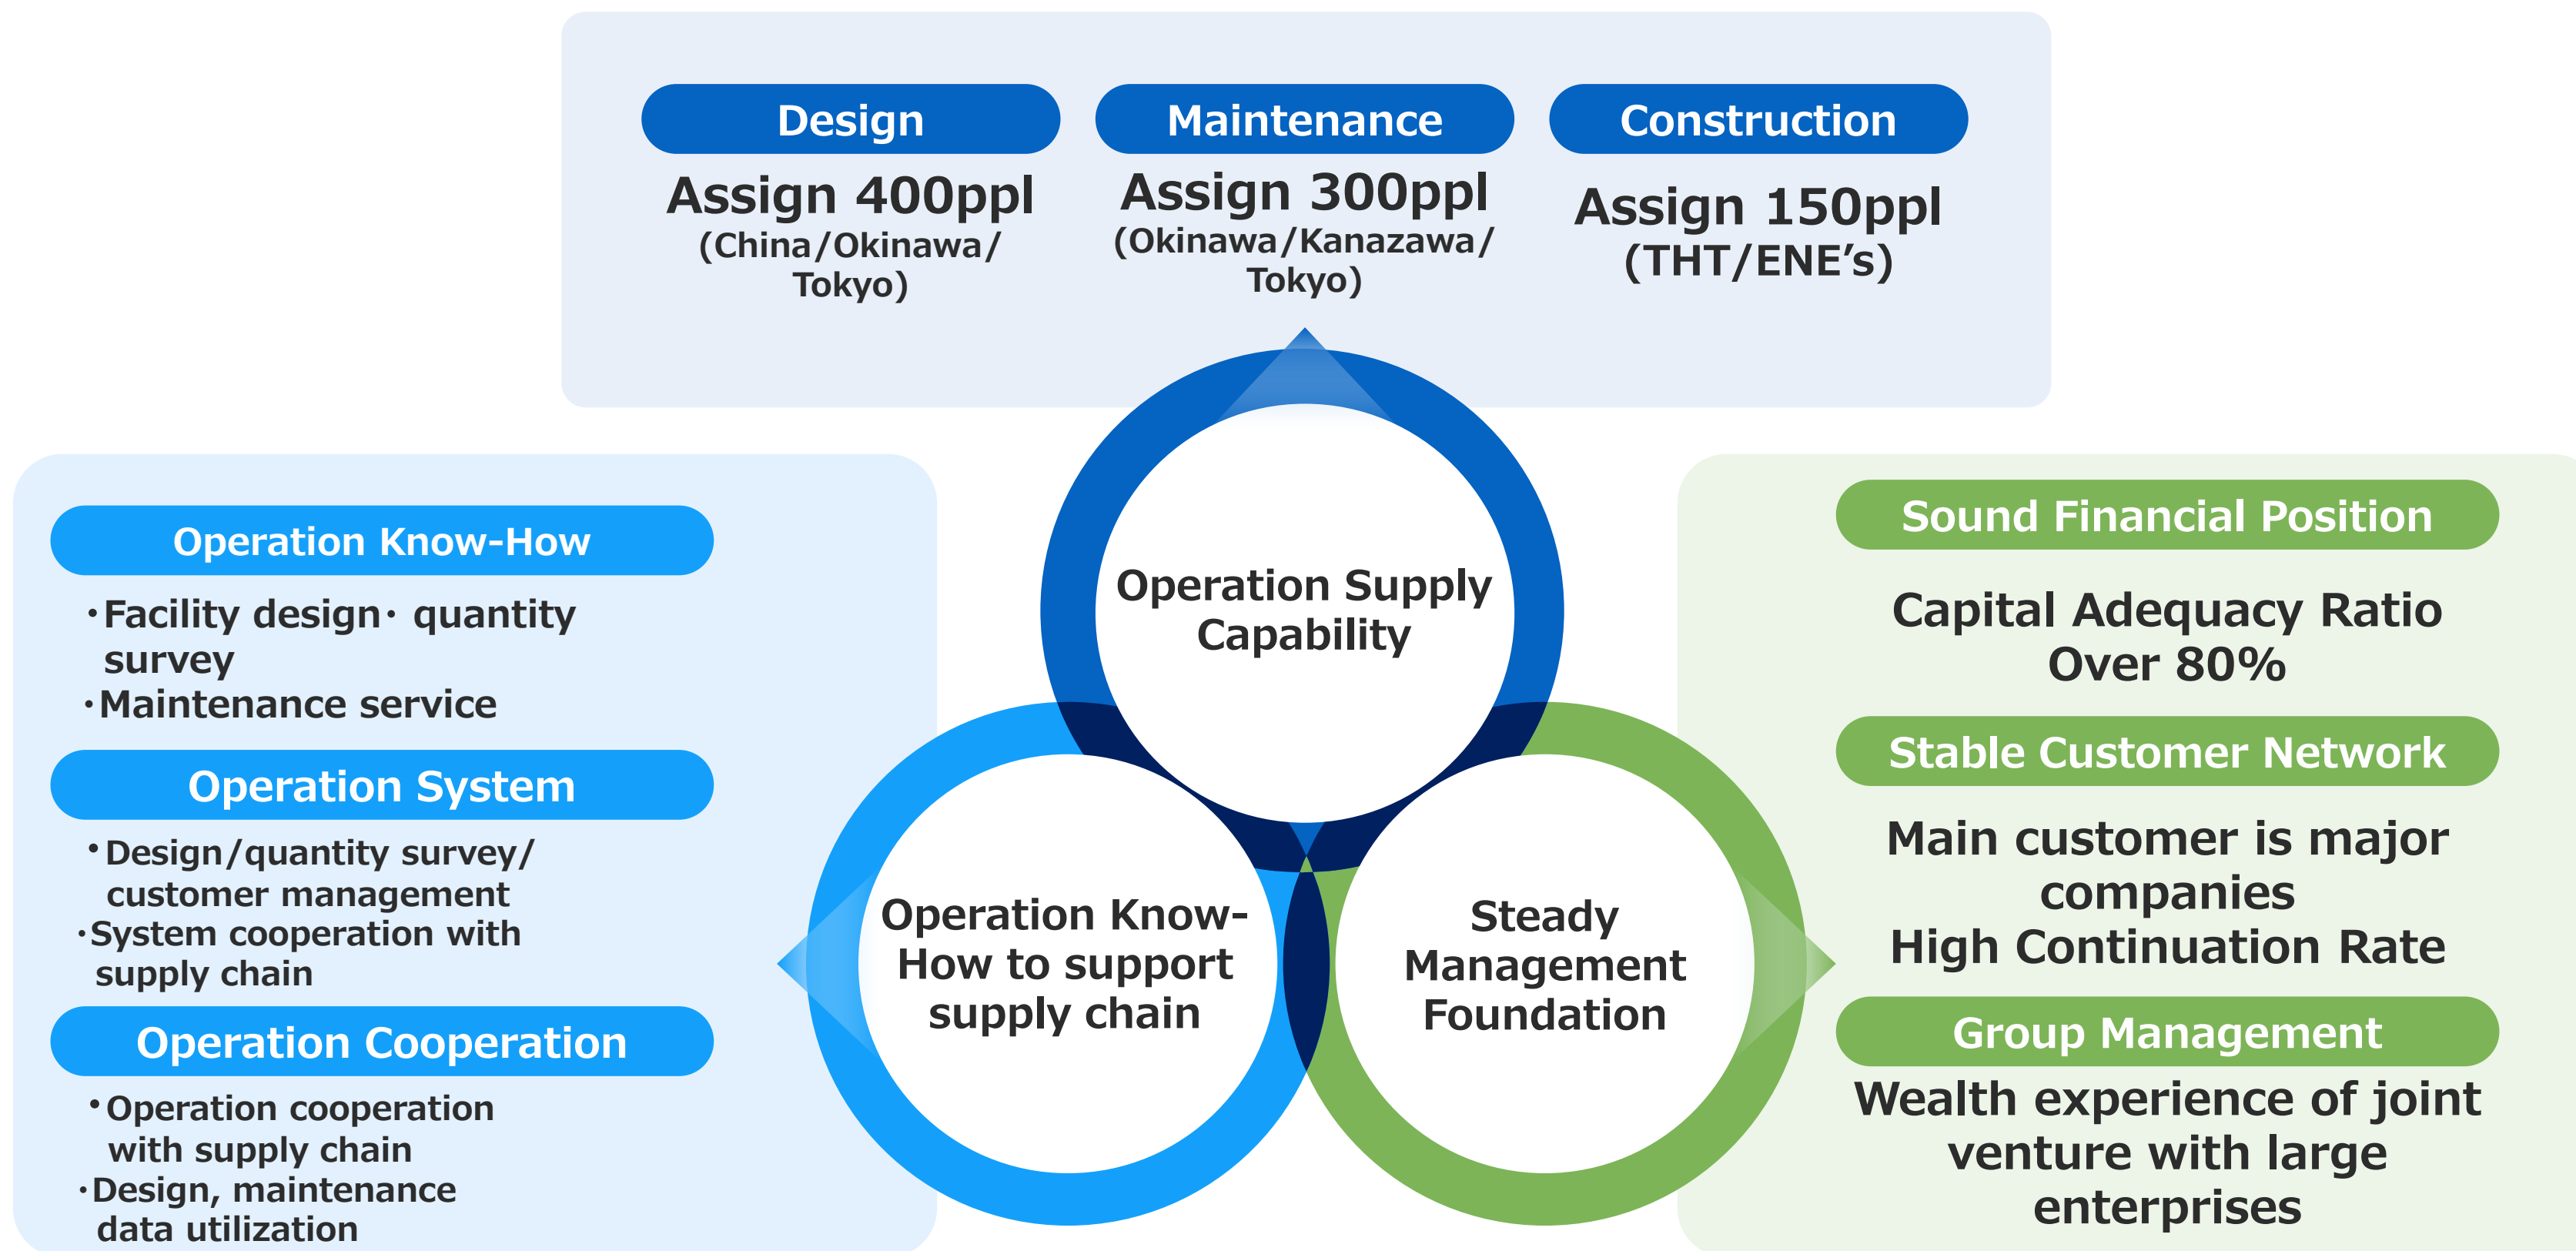 Design
Assign 400ppl
(China/Okinawa/
Tokyo)
Maintenance
Assign 300ppl
(Okinawa/Kanazawa/
Tokyo)
Construction
Assign 150ppl
(THT/ENE’s)
Operation Supply
Capability
Operation Know-How
・Facility design・ quantity
survey
・Maintenance service
Operation System
・Design/quantity survey/
customer management
・System cooperation with
supply chain
Operation Cooperation
・Operation cooperation
with supply chain
・Design, maintenance
data utilization
Operation Know-
How to support
supply chain
Steady
Management
Foundation
Sound Financial Position
Capital Adequacy Ratio
Over 80%
Stable Customer Network
Main customer is major
companies
High Continuation Rate
Group Management
Wealth experience of joint
venture with large
enterprises